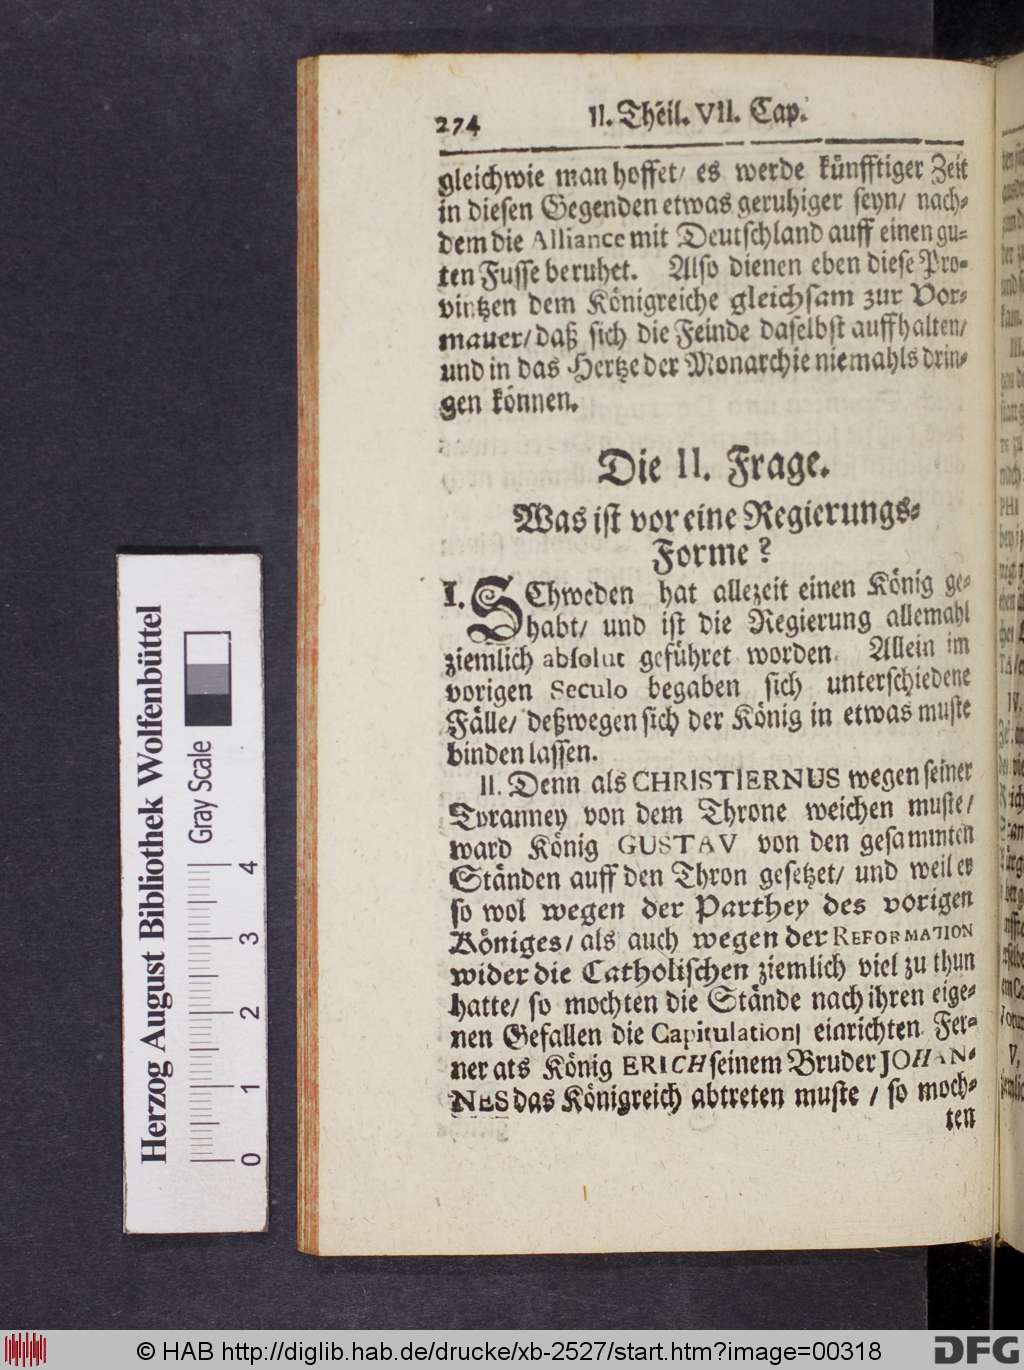 274 II. Theil. VII. Cap.
gleichwie man hoffet/ es werde künfftiger Zeit
in diesen Gegenden etwas geruhiger seyn/ nach-
dem die Alliance mit Deutschland auff einen gu-
ten Fusse beruhet. Also dienen eben diese Pro-
vintzen dem Königreiche gleichsam zur Vor-
mauer/ daß sich die Feinde daselbst auffhalten/
und in das Hertze der Monarchie niemahls drin-
gen können.
Die II. Frage.
Was ist vor eine Regierungs-
Forme?
I. SChweden hat allezeit einen König ge-
habt/ und ist die Regierung allemahl
ziemlich absolut geführet worden. Allein im
vorigen Seculo begaben sich unterschiedene
Fälle/ deßwegen sich der König in etwas muste
binden lassen.
II. Denn als CHRISTIERNUS wegen seiner
Tyranney von dem Throne weichen muste/
ward König GUSTAV von den gesammten
Ständen auff den Thron gesetzet/ und weil er
so wol wegen der Parthey des vorigen
Königes/ als auch wegen der REFORMATION
wider die Catholischen ziemlich viel zu thun
hatte/ so mochten die Stände nach ihren eige-
nen Gefallen die Capitulation einrichten Fer-
ner als König ERICH seinem Bruder JOHAN-
NES das Königreich abtreten muste / so moch-
ten
Herzog August Bibliothek Wolfenbüttel
Gray Scale
0 1 2 3 4
© HAB http://diglib.hab.de/drucke/xb-2527/start.htm?image=00318
DFG